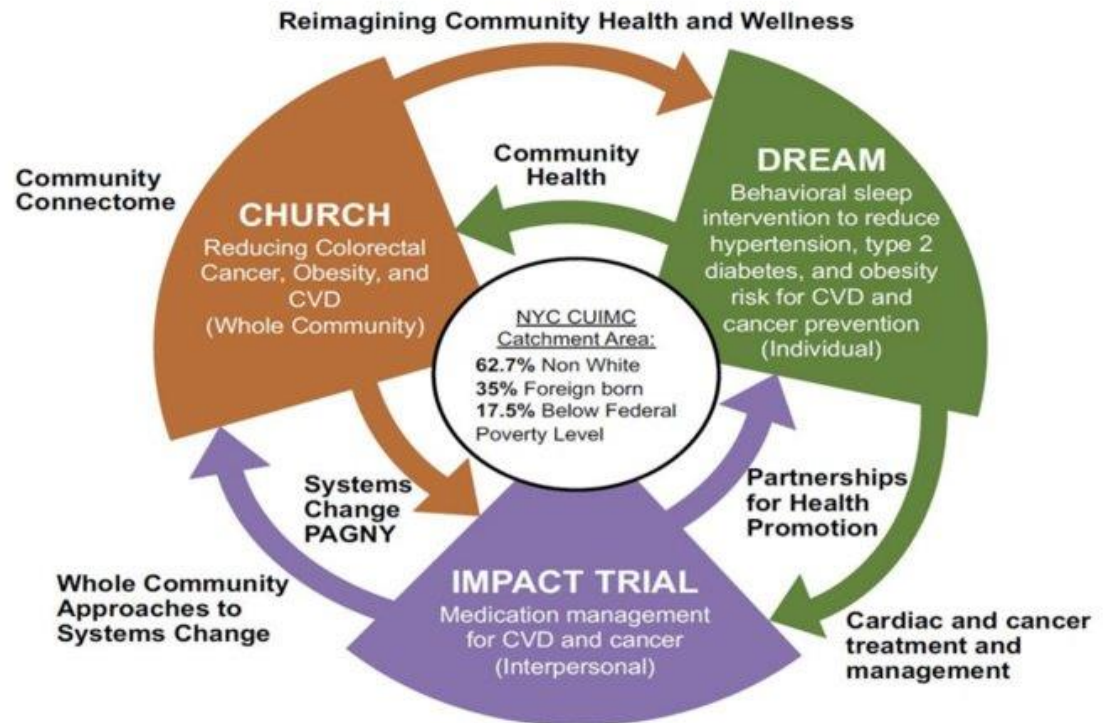 Reimagining Community Health and Wellness
Community
Connectome
CHURCH
Reducing Colorectal
Cancer, Obesity, and
CVD
(Whole Community)
Community
Health
DREAM
Behavioral sleep
intervention to reduce
hypertension, type 2
diabetes, and obesity
risk for CVD and
cancer prevention
(Individual)
NYC CUIMC
Catchment Area:
62.7% Non White
35% Foreign born
17.5% Below Federal
Poverty Level
Systems
Change
PAGNY
Partnerships
for Health
Promotion
Whole Community
Approaches to
Systems Change
IMPACT TRIAL
Medication management
for CVD and cancer
(Interpersonal)
Cardiac and cancer
treatment and
management